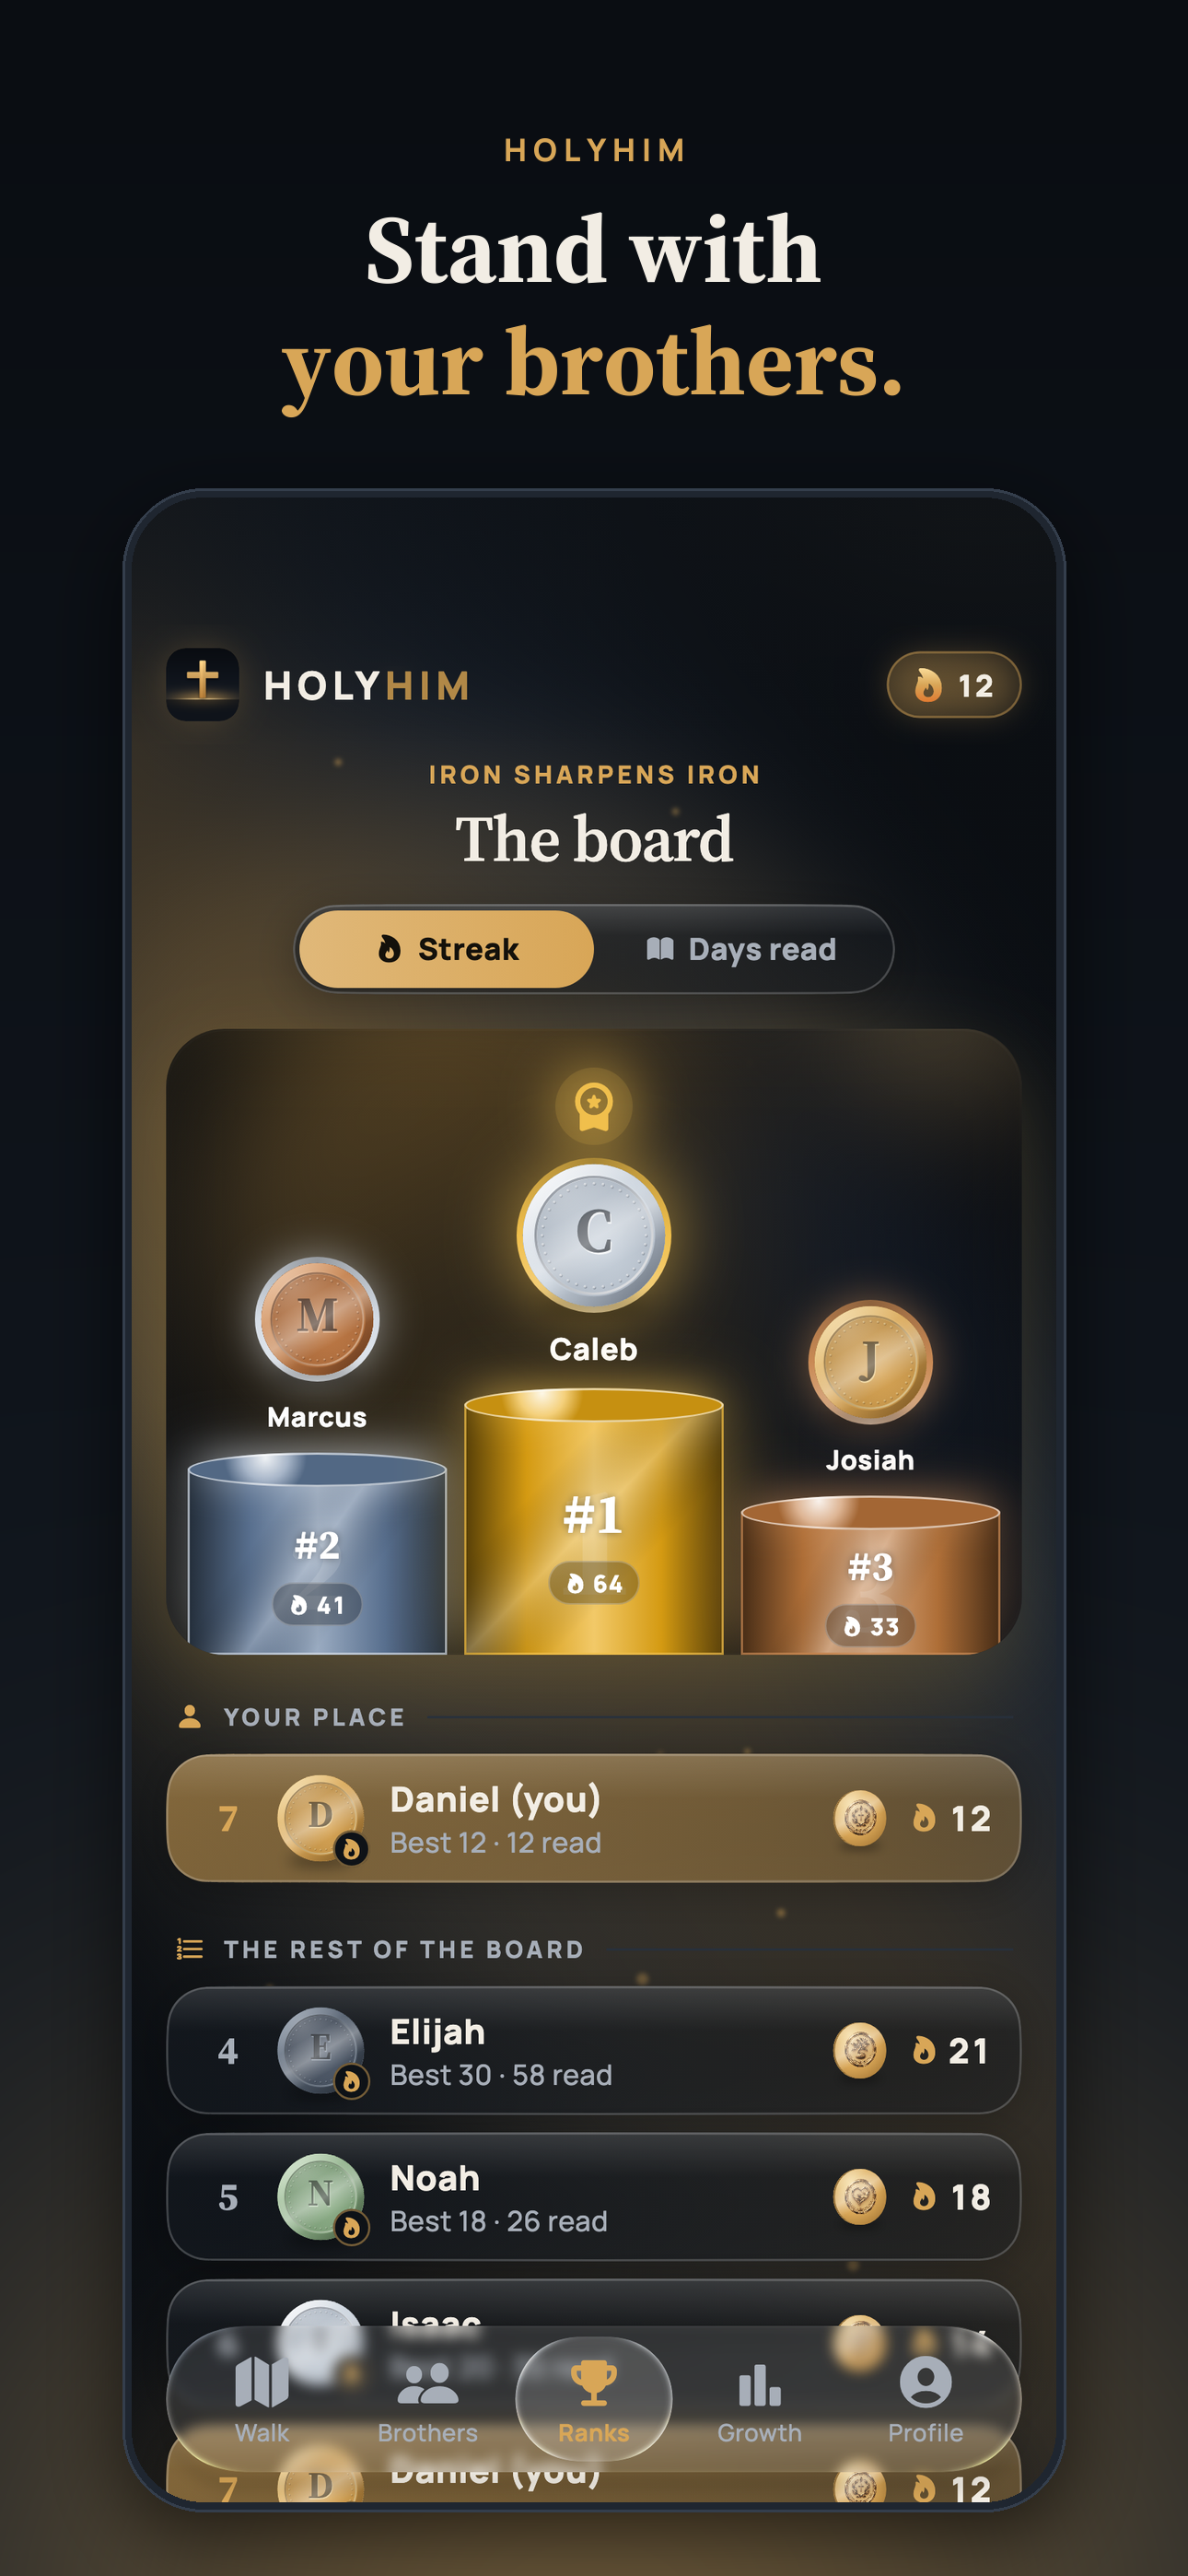 HOLYHIM
Stand with
your brothers.
HOLYHIM
12
IRON SHARPENS IRON
The board
Streak
Days read
C
Caleb
M
Marcus
J
Josiah
#1
64
#2
41
#3
33
YOUR PLACE
7
D
Daniel (you)
Best 12 · 12 read
12
THE REST OF THE BOARD
4
E
Elijah
Best 30 · 58 read
21
5
N
Noah
Best 18 · 26 read
18
Isaac
Walk
Brothers
Ranks
Growth
Profile
7
D
Daniel (you)
12